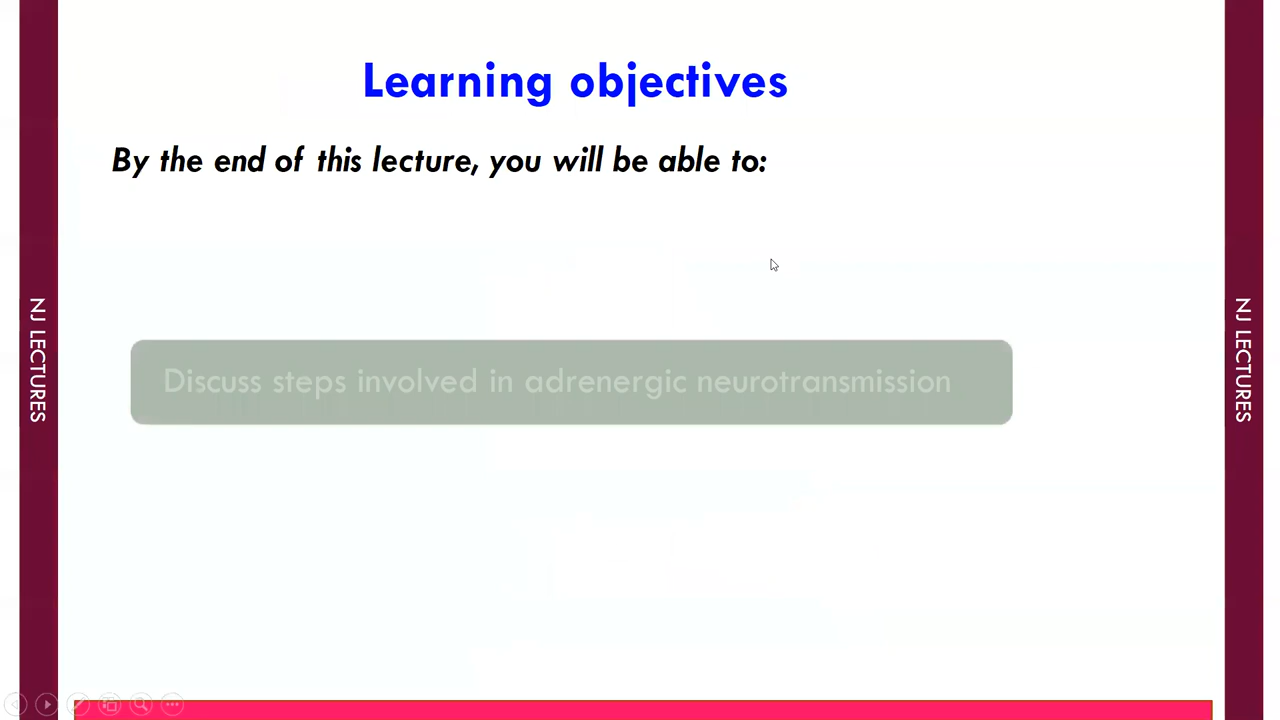 Learning objectives
By the end of this lecture, you will be able to:
NJ LECTURES
Discuss steps involved in adrenergic neurotransmission
NJ LECTURES